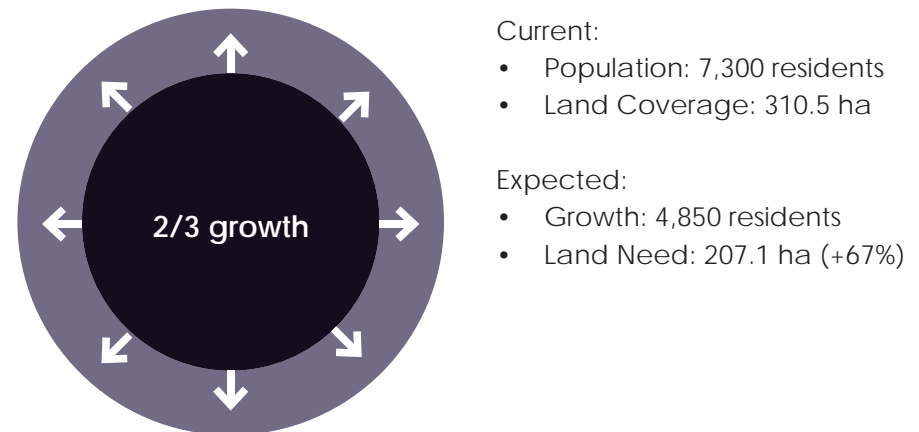 2/3 growth
Current:
• Population: 7,300 residents
• Land Coverage: 310.5 ha
Expected:
• Growth: 4,850 residents
• Land Need: 207.1 ha (+67%)